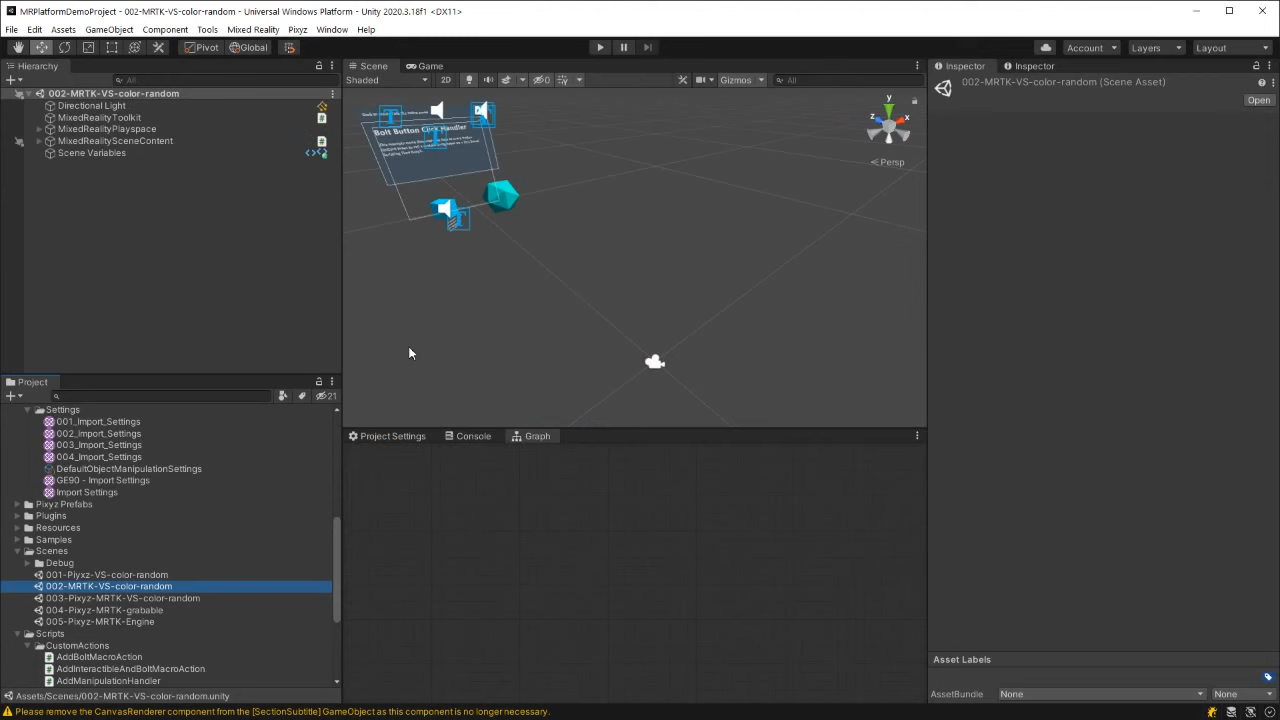 MRPlatformDemoProject - 002-MRTK-VS-color-random - Universal Windows Platform - Unity 2020.3.18f1 <DX11>
File Edit Assets GameObject Component Tools Mixed Reality Pixyz Window Help
Pivot Global Account Layers Layout
Hierarchy
All
002-MRTK-VS-color-random
Directional Light
MixedRealityToolkit
MixedRealityPlayspace
MixedRealitySceneContent
Scene Variables
Scene Game
Shaded 2D 0 Gizmos All
Bolt Button Click Handler
y
z
x
Persp
Inspector Inspector
002-MRTK-VS-color-random (Scene Asset)
Open
Project
21
Settings
001_Import_Settings
002_Import_Settings
003_Import_Settings
004_Import_Settings
DefaultObjectManipulationSettings
GE90 - Import Settings
Import Settings
Pixyz Prefabs
Plugins
Resources
Samples
Scenes
Debug
001-Piyxz-VS-color-random
002-MRTK-VS-color-random
003-Pixyz-MRTK-VS-color-random
004-Pixyz-MRTK-grabable
005-Pixyz-MRTK-Engine
Scripts
CustomActions
AddBoltMacroAction
AddInteractibleAndBoltMacroAction
AddManipulationHandler
Assets/Scenes/002-MRTK-VS-color-random.unity
Project Settings Console Graph
Asset Labels
AssetBundle None None
Please remove the CanvasRenderer component from the [SectionSubtitle] GameObject as this component is no longer necessary.